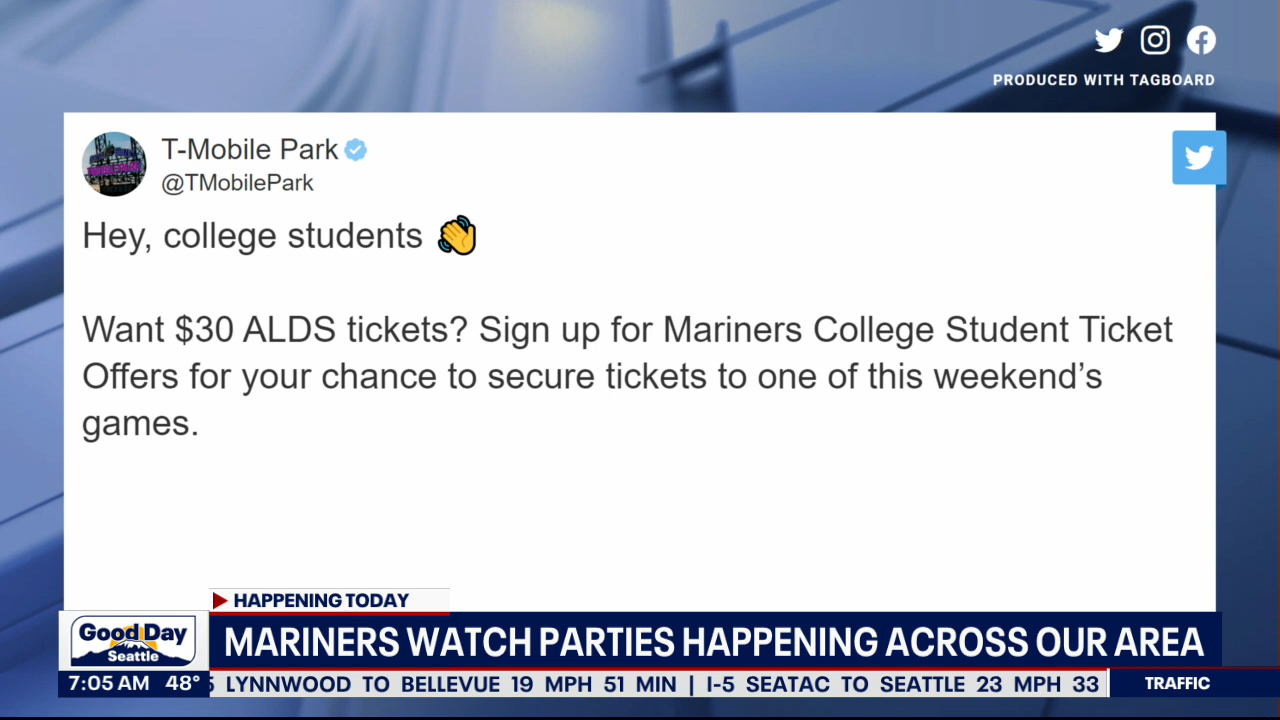 PRODUCED WITH TAGBOARD
T-Mobile Park
@TMobilePark
Hey, college students 👋
Want $30 ALDS tickets? Sign up for Mariners College Student Ticket
Offers for your chance to secure tickets to one of this weekend’s
games.
HAPPENING TODAY
Good Day
Seattle
MARINERS WATCH PARTIES HAPPENING ACROSS OUR AREA
7:05 AM 48°
LYNNWOOD TO BELLEVUE 19 MPH 51 MIN | I-5 SEATAC TO SEATTLE 23 MPH 33
TRAFFIC